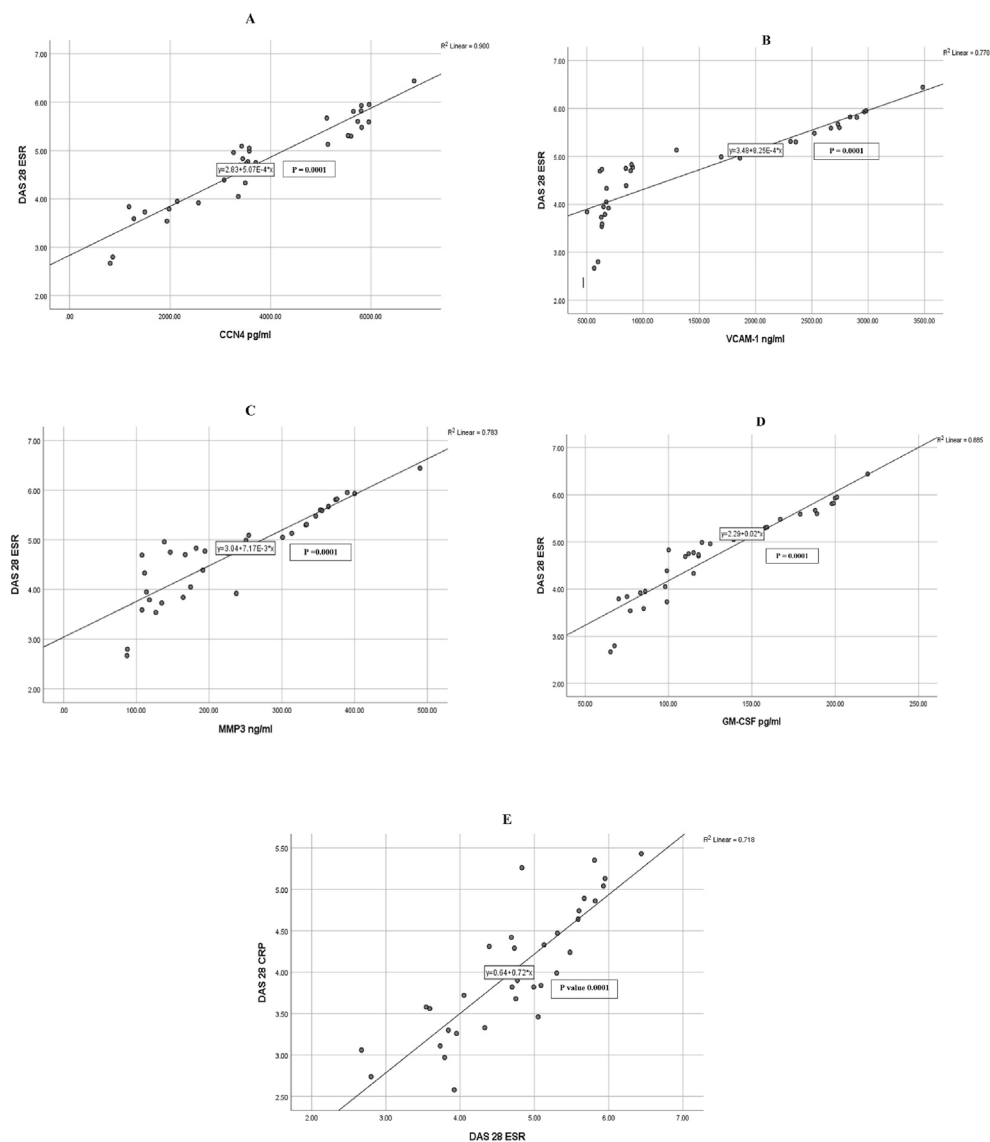 A
R² Linear = 0.900
DAS 28 ESR
7.00
6.00
5.00
4.00
3.00
2.00
y=2.83+5.07E-4*x
P = 0.0001
.00
2000.00
4000.00
6000.00
CCN4 pg/ml
B
R² Linear = 0.770
DAS 28 ESR
7.00
6.00
5.00
4.00
3.00
2.00
y=3.48+8.25E-4*x
P = 0.0001
500.00
1000.00
1500.00
2000.00
2500.00
3000.00
3500.00
VCAM-1 ng/ml
C
R² Linear = 0.783
DAS 28 ESR
7.00
6.00
5.00
4.00
3.00
2.00
y=3.04+7.17E-3*x
P =0.0001
.00
100.00
200.00
300.00
400.00
500.00
MMP3 ng/ml
D
R² Linear = 0.885
DAS 28 ESR
7.00
6.00
5.00
4.00
3.00
2.00
y=2.29+0.02*x
P = 0.0001
50.00
100.00
150.00
200.00
250.00
GM-CSF pg/ml
E
R² Linear = 0.718
DAS 28 CRP
5.50
5.00
4.50
4.00
3.50
3.00
2.50
y=0.64+0.72*x
P value 0.0001
2.00
3.00
4.00
5.00
6.00
7.00
DAS 28 ESR